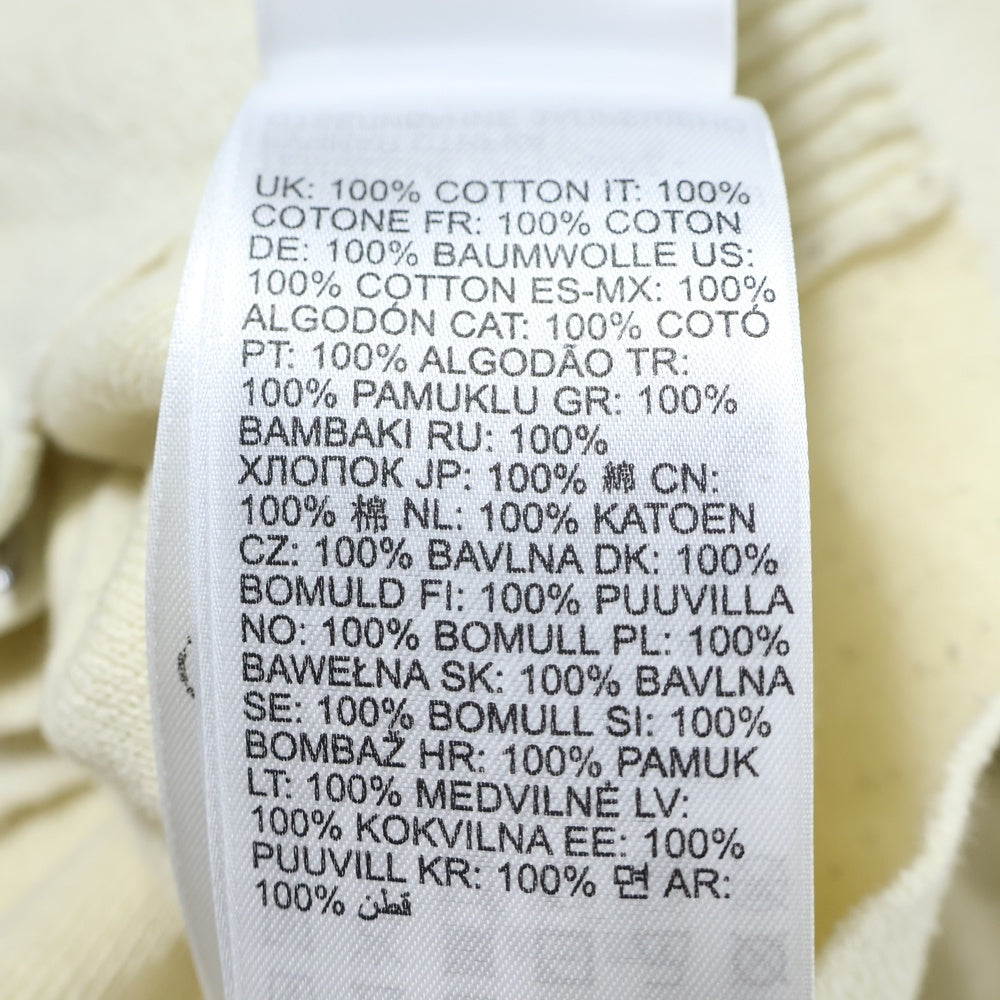 UK: 100% COTTON IT: 100%
COTONE FR: 100% COTON
DE: 100% BAUMWOLLE US:
100% COTTON ES-MX: 100%
ALGODÓN CAT: 100% COTÓ
PT: 100% ALGODÃO TR:
100% PAMUKLU GR: 100%
BAMBAKI RU: 100%
ХЛОПОК JP: 100% 綿 CN:
100% 棉 NL: 100% KATOEN
CZ: 100% BAVLNA DK: 100%
BOMULD FI: 100% PUUVILLA
NO: 100% BOMULL PL: 100%
BAWEŁNA SK: 100% BAVLNA
SE: 100% BOMULL SI: 100%
BOMBAŽ HR: 100% PAMUK
LT: 100% MEDVILNĖ LV:
100% KOKVILNA EE: 100%
PUUVILL KR: 100% 면 AR:
100% قطن